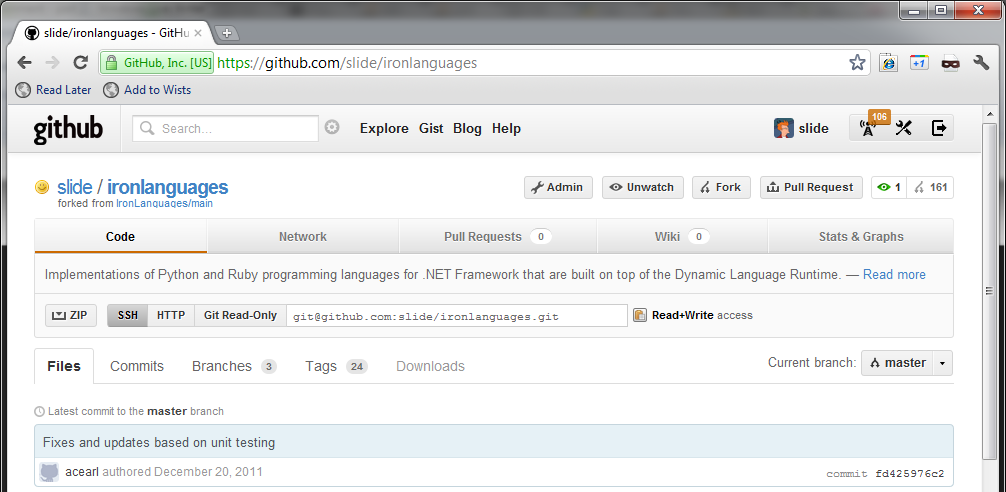 slide/ironlanguages - GitHu
GitHub, Inc. [US] https://github.com/slide/ironlanguages
+1
Read Later Add to Wists
github Search... Explore Gist Blog Help slide 106
slide / ironlanguages Admin Unwatch Fork Pull Request 1 161
forked from IronLanguages/main
Code Network Pull Requests 0 Wiki 0 Stats & Graphs
Implementations of Python and Ruby programming languages for .NET Framework that are built on top of the Dynamic Language Runtime. — Read more
ZIP SSH HTTP Git Read-Only git@github.com:slide/ironlanguages.git Read+Write access
Files Commits Branches 3 Tags 24 Downloads Current branch: master
Latest commit to the master branch
Fixes and updates based on unit testing
acearl authored December 20, 2011 commit fd425976c2